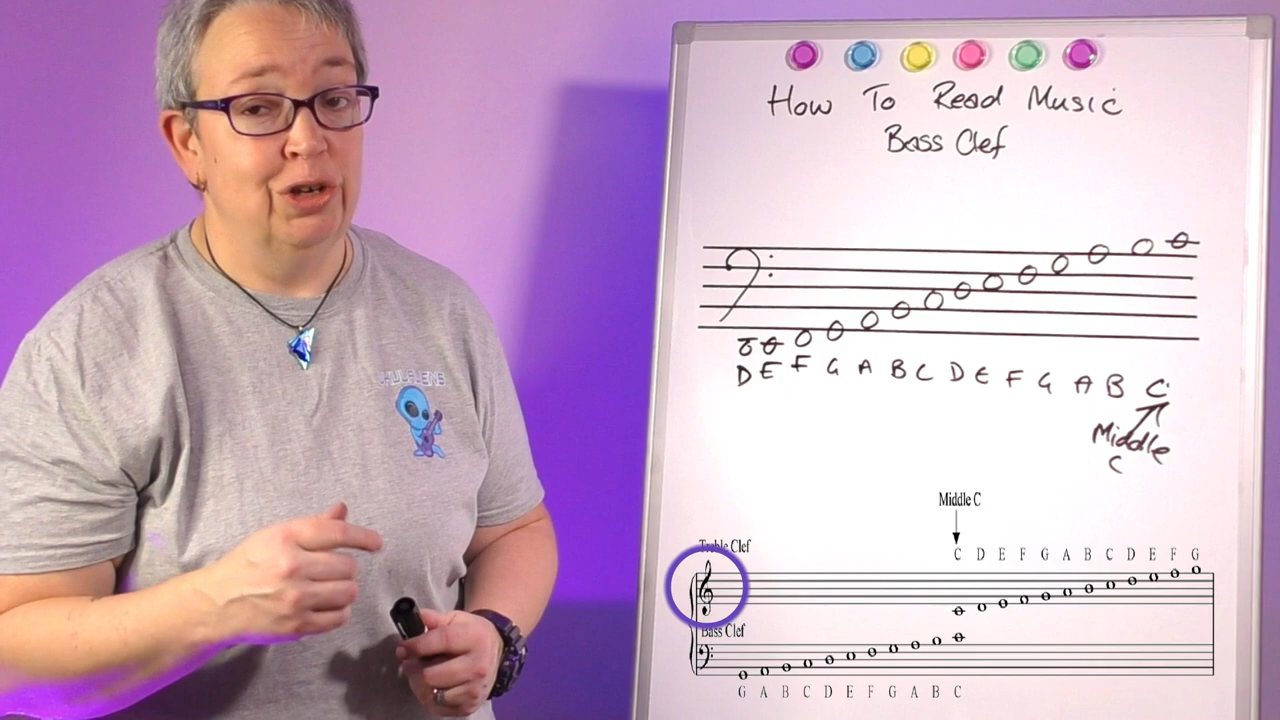 How To Read Music
Bass Clef
D E F G A B C D E F G A B C
Middle
C
Middle C
Treble Clef
C D E F G A B C D E F G
Bass Clef
G A B C D E F G A B C